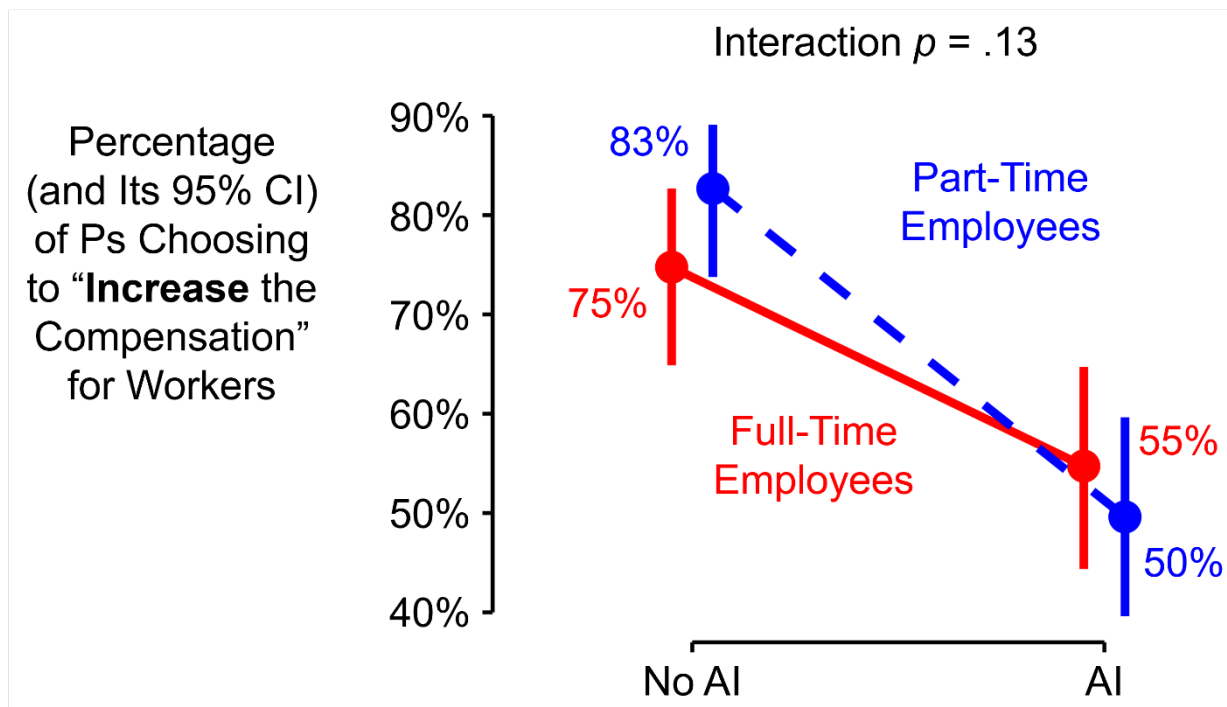 Interaction p = .13
Percentage
(and Its 95% CI)
of Ps Choosing
to “Increase the
Compensation”
for Workers
90%
80%
70%
60%
50%
40%
83%
75%
Part-Time
Employees
Full-Time
Employees
55%
50%
No AI
AI